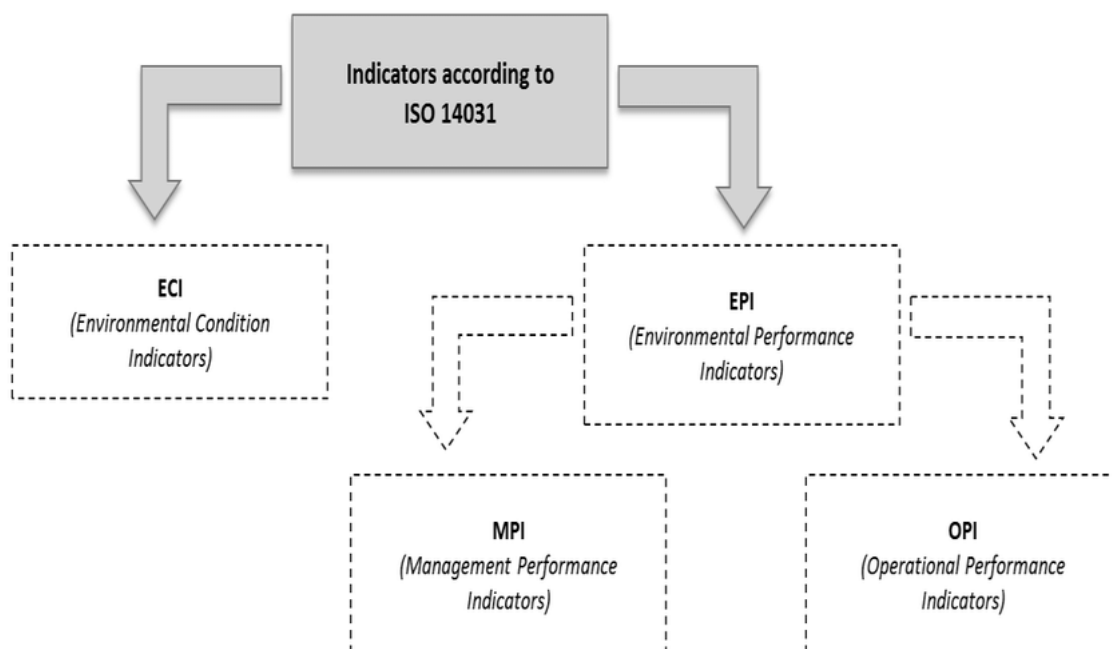 Indicators according to
ISO 14031
ECI
(Environmental Condition
Indicators)
EPI
(Environmental Performance
Indicators)
MPI
(Management Performance
Indicators)
OPI
(Operational Performance
Indicators)